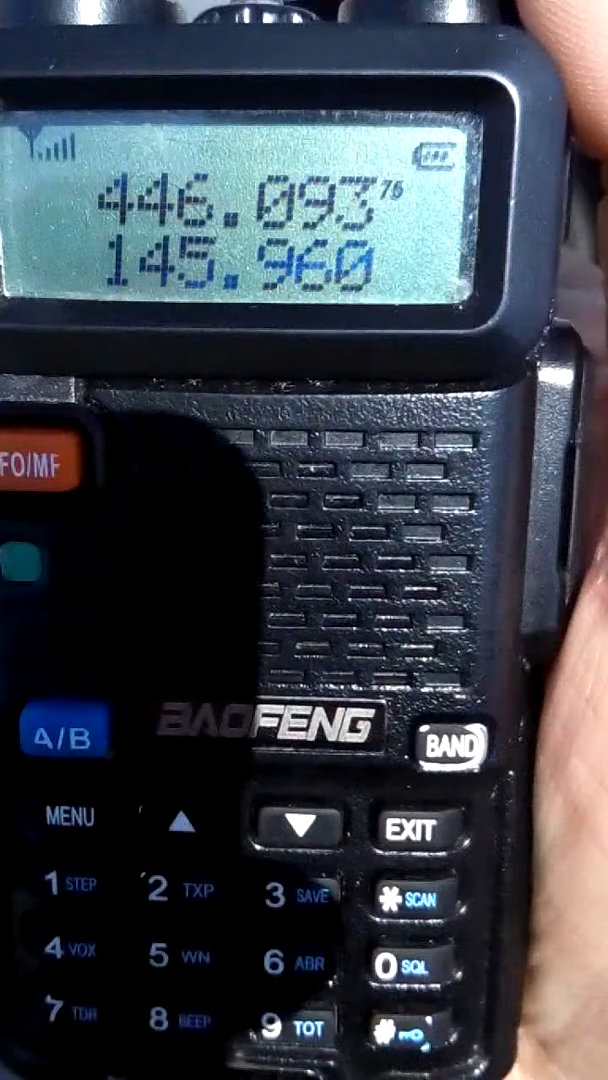 446.093 75
145.960
FO/MF
A/B
BAOFENG
BAND
MENU ▲ ▼ EXIT
1 STEP 2 TXP 3 SAVE * SCAN
4 VOX 5 WN 6 ABR 0 SQL
7 TDR 8 BEEP 9 TOT #